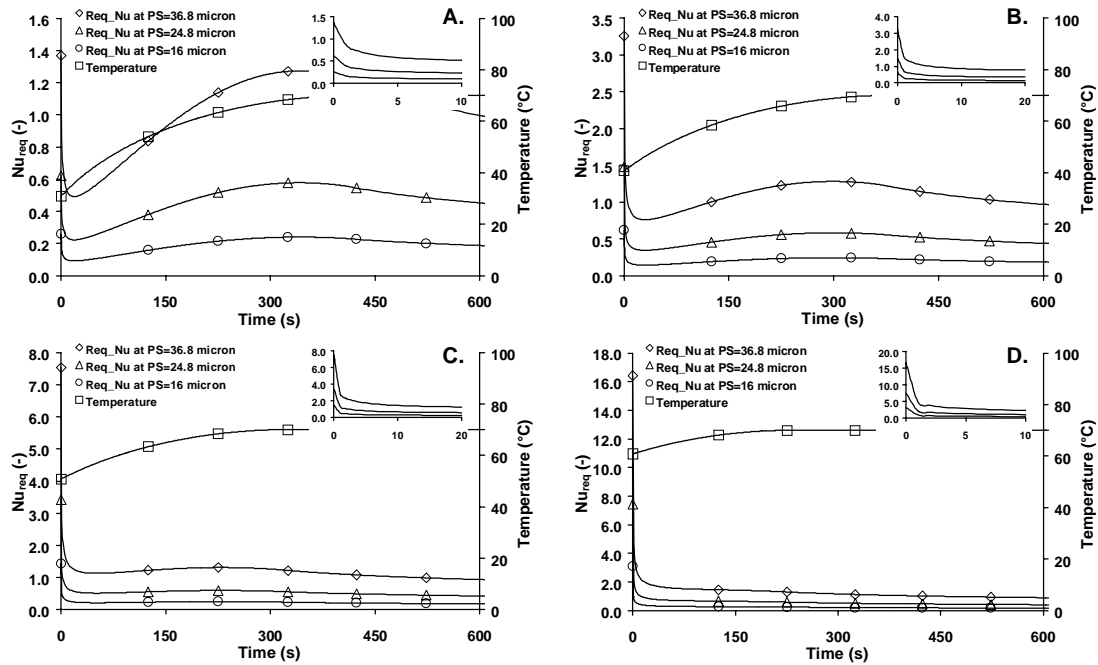 A.
Req_Nu at PS=36.8 micron
Req_Nu at PS=24.8 micron
Req_Nu at PS=16 micron
Temperature
Nureq (-)
1.6
1.4
1.2
1.0
0.8
0.6
0.4
0.2
0.0
0 150 300 450 600
Time (s)
Temperature (°C)
100
80
60
40
20
0
1.5
1.0
0.5
0.0
0 5 10
B.
Req_Nu at PS=36.8 micron
Req_Nu at PS=24.8 micron
Req_Nu at PS=16 micron
Temperature
Nureq (-)
3.5
3.0
2.5
2.0
1.5
1.0
0.5
0.0
0 150 300 450 600
Time (s)
Temperature (°C)
100
80
60
40
20
0
4.0
3.0
2.0
1.0
0.0
0 10 20
C.
Req_Nu at PS=36.8 micron
Req_Nu at PS=24.8 micron
Req_Nu at PS=16 micron
Temperature
Nureq (-)
8.0
7.0
6.0
5.0
4.0
3.0
2.0
1.0
0.0
0 150 300 450 600
Time (s)
Temperature (°C)
100
80
60
40
20
0
8.0
6.0
4.0
2.0
0.0
0 10 20
D.
Req_Nu at PS=36.8 micron
Req_Nu at PS=24.8 micron
Req_Nu at PS=16 micron
Temperature
Nureq (-)
18.0
16.0
14.0
12.0
10.0
8.0
6.0
4.0
2.0
0.0
0 150 300 450 600
Time (s)
Temperature (°C)
100
80
60
40
20
0
20.0
15.0
10.0
5.0
0.0
0 5 10